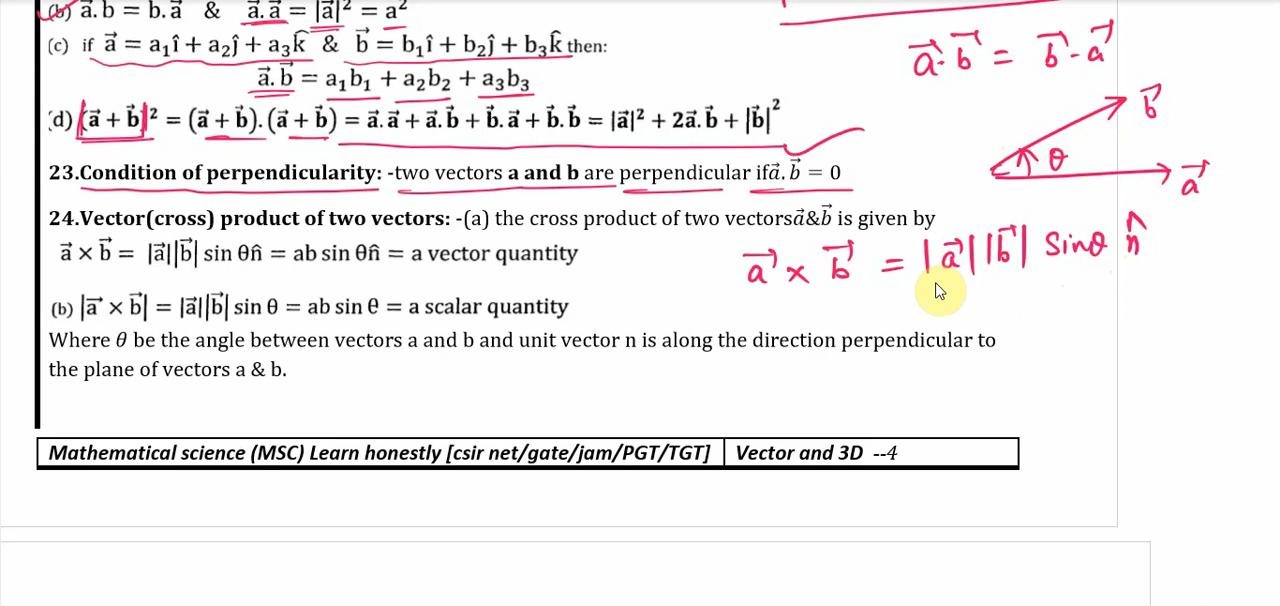 (b) a⃗.b = b.a⃗ & a⃗.a⃗ = |a⃗|² = a²
(c) if a⃗ = a₁î + a₂ĵ + a₃k̂ & b⃗ = b₁î + b₂ĵ + b₃k̂ then:
a⃗.b⃗ = a₁b₁ + a₂b₂ + a₃b₃
(d) |a⃗ + b⃗|² = (a⃗ + b⃗).(a⃗ + b⃗) = a⃗.a⃗ + a⃗.b⃗ + b⃗.a⃗ + b⃗.b⃗ = |a⃗|² + 2a⃗.b⃗ + |b⃗|²
a⃗.b⃗ = b⃗-a⃗
b⃗
θ
a⃗
23.Condition of perpendicularity: -two vectors a and b are perpendicular ifa⃗.b⃗ = 0
24.Vector(cross) product of two vectors: -(a) the cross product of two vectorsa⃗&b⃗ is given by
a⃗ × b⃗ = |a⃗||b⃗| sin θn̂ = ab sin θn̂ = a vector quantity
a⃗ × b⃗ = |a⃗||b⃗| sinθ n̂
(b) |a⃗ × b⃗| = |a⃗||b⃗| sin θ = ab sin θ = a scalar quantity
Where θ be the angle between vectors a and b and unit vector n is along the direction perpendicular to
the plane of vectors a & b.
Mathematical science (MSC) Learn honestly [csir net/gate/jam/PGT/TGT] Vector and 3D --4